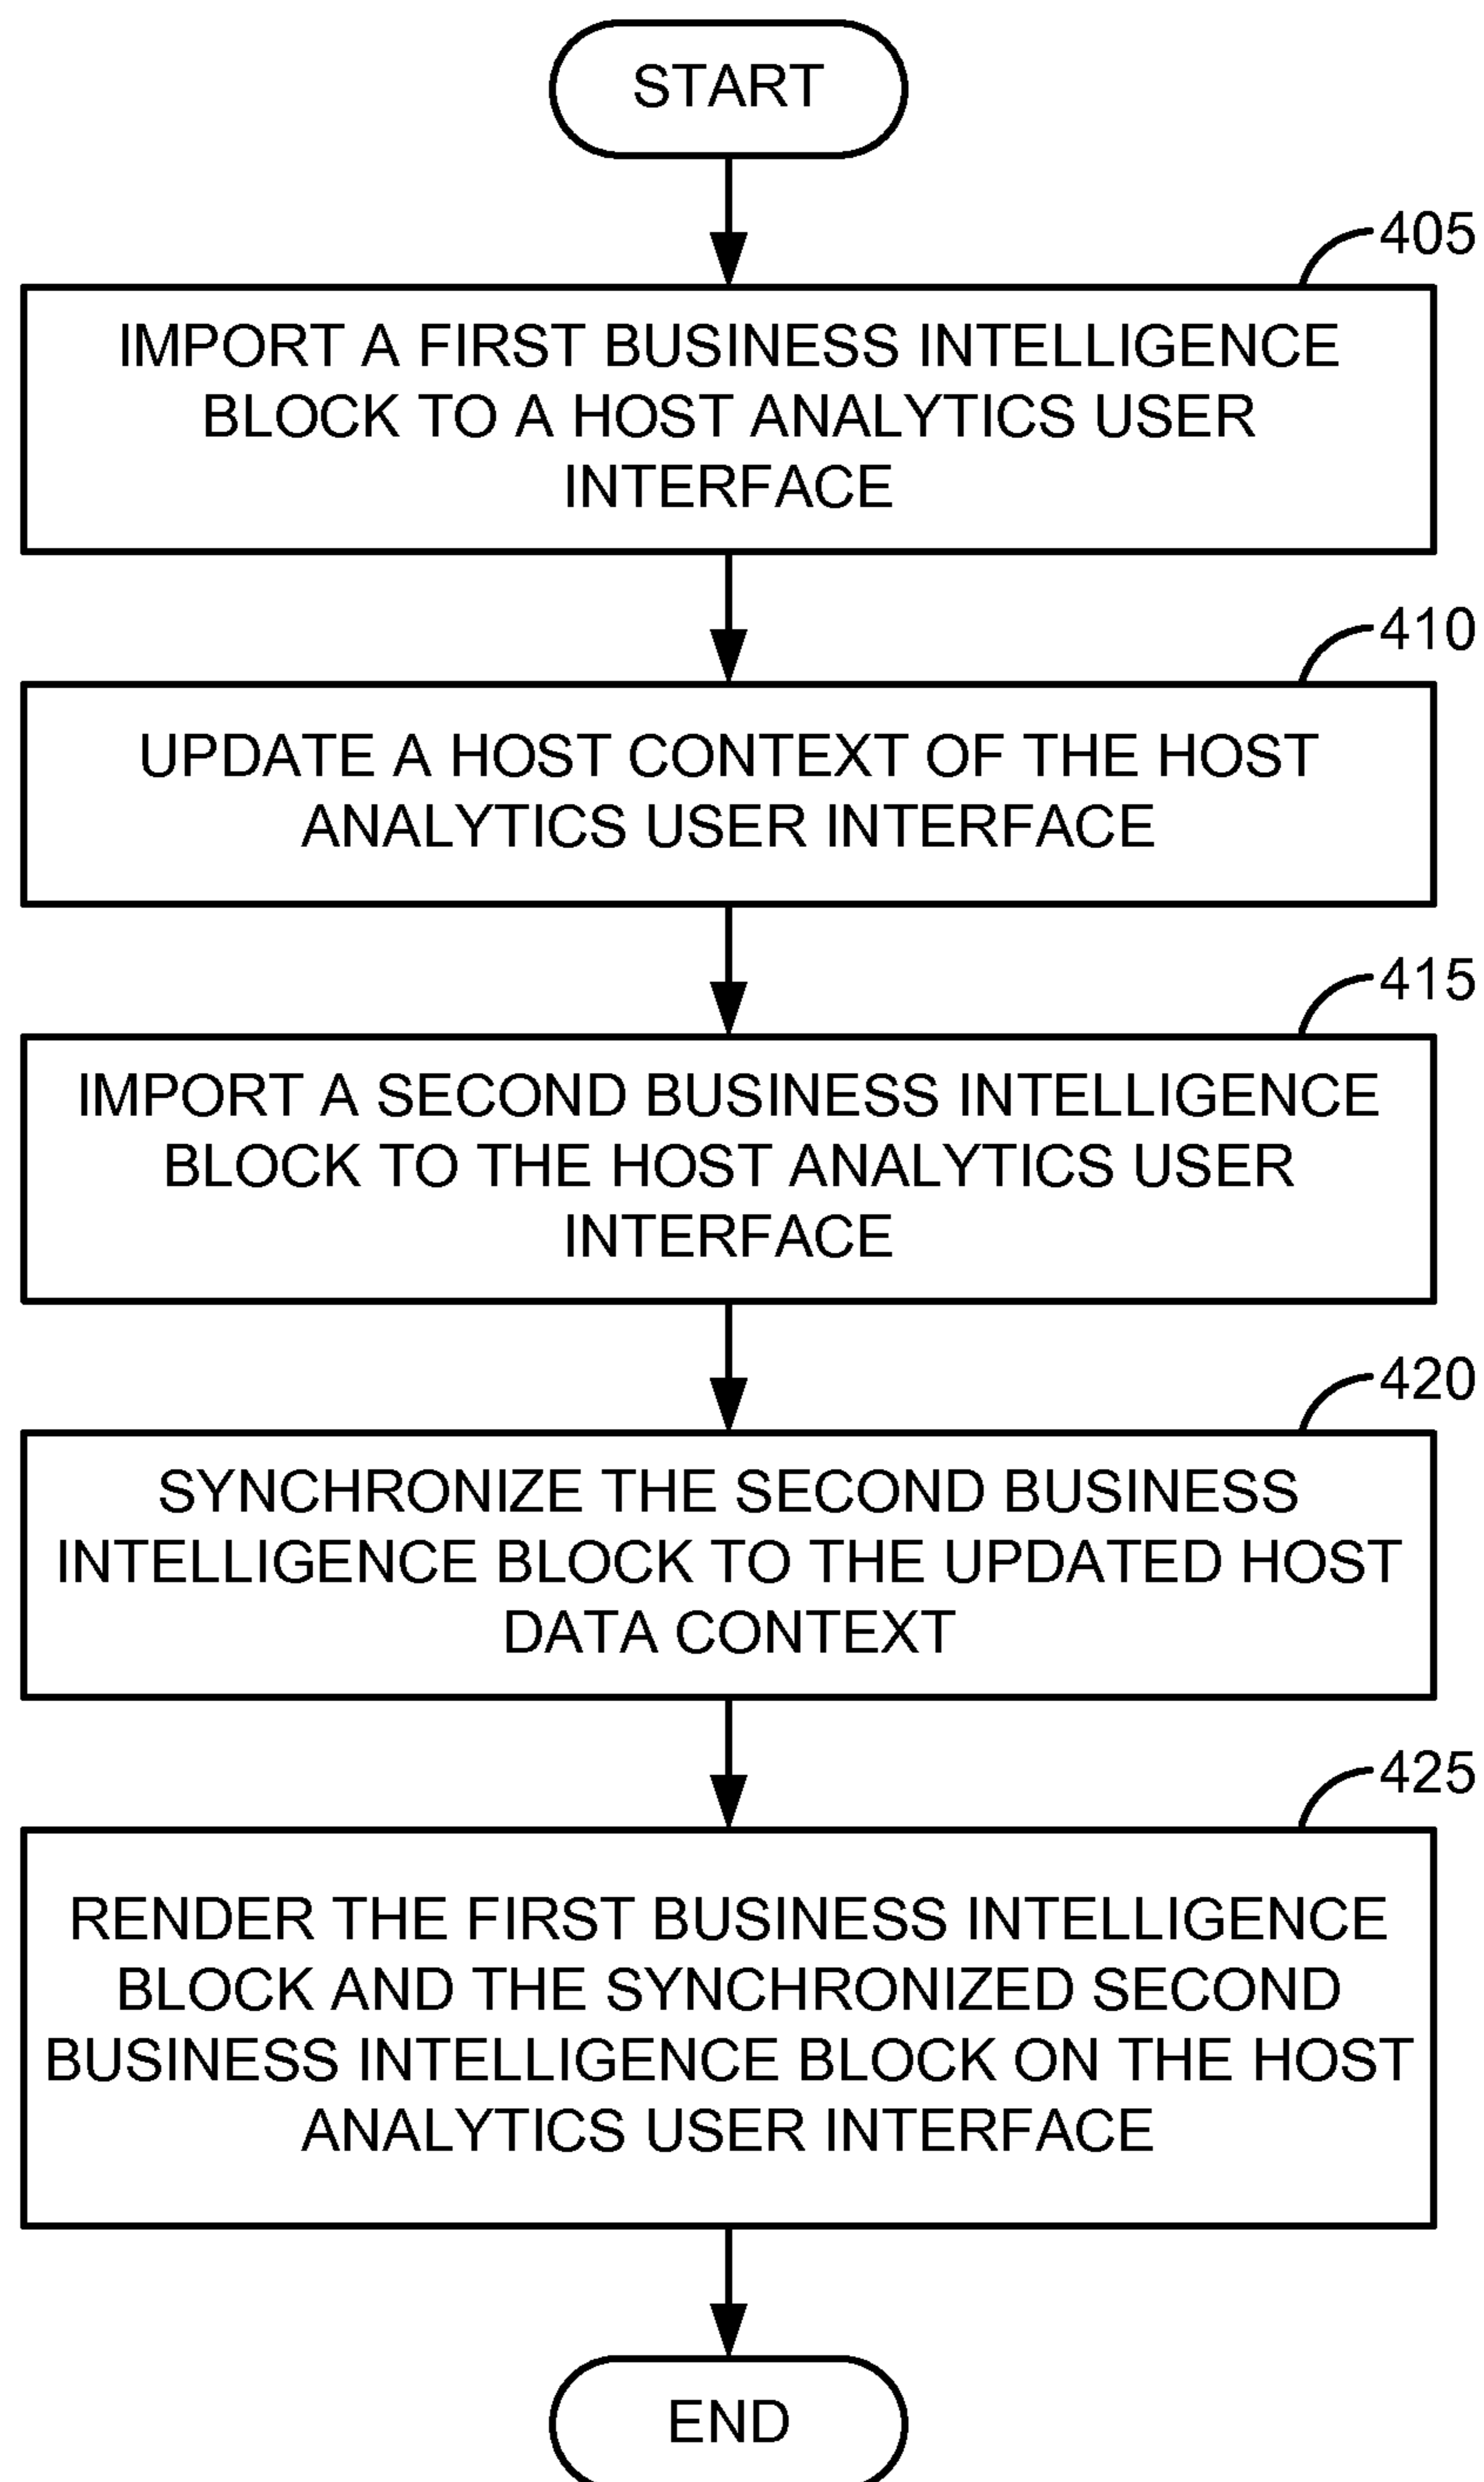 START
405
IMPORT A FIRST BUSINESS INTELLIGENCE
BLOCK TO A HOST ANALYTICS USER
INTERFACE
410
UPDATE A HOST CONTEXT OF THE HOST
ANALYTICS USER INTERFACE
415
IMPORT A SECOND BUSINESS INTELLIGENCE
BLOCK TO THE HOST ANALYTICS USER
INTERFACE
420
SYNCHRONIZE THE SECOND BUSINESS
INTELLIGENCE BLOCK TO THE UPDATED HOST
DATA CONTEXT
425
RENDER THE FIRST BUSINESS INTELLIGENCE
BLOCK AND THE SYNCHRONIZED SECOND
BUSINESS INTELLIGENCE BLOCK ON THE HOST
ANALYTICS USER INTERFACE
END